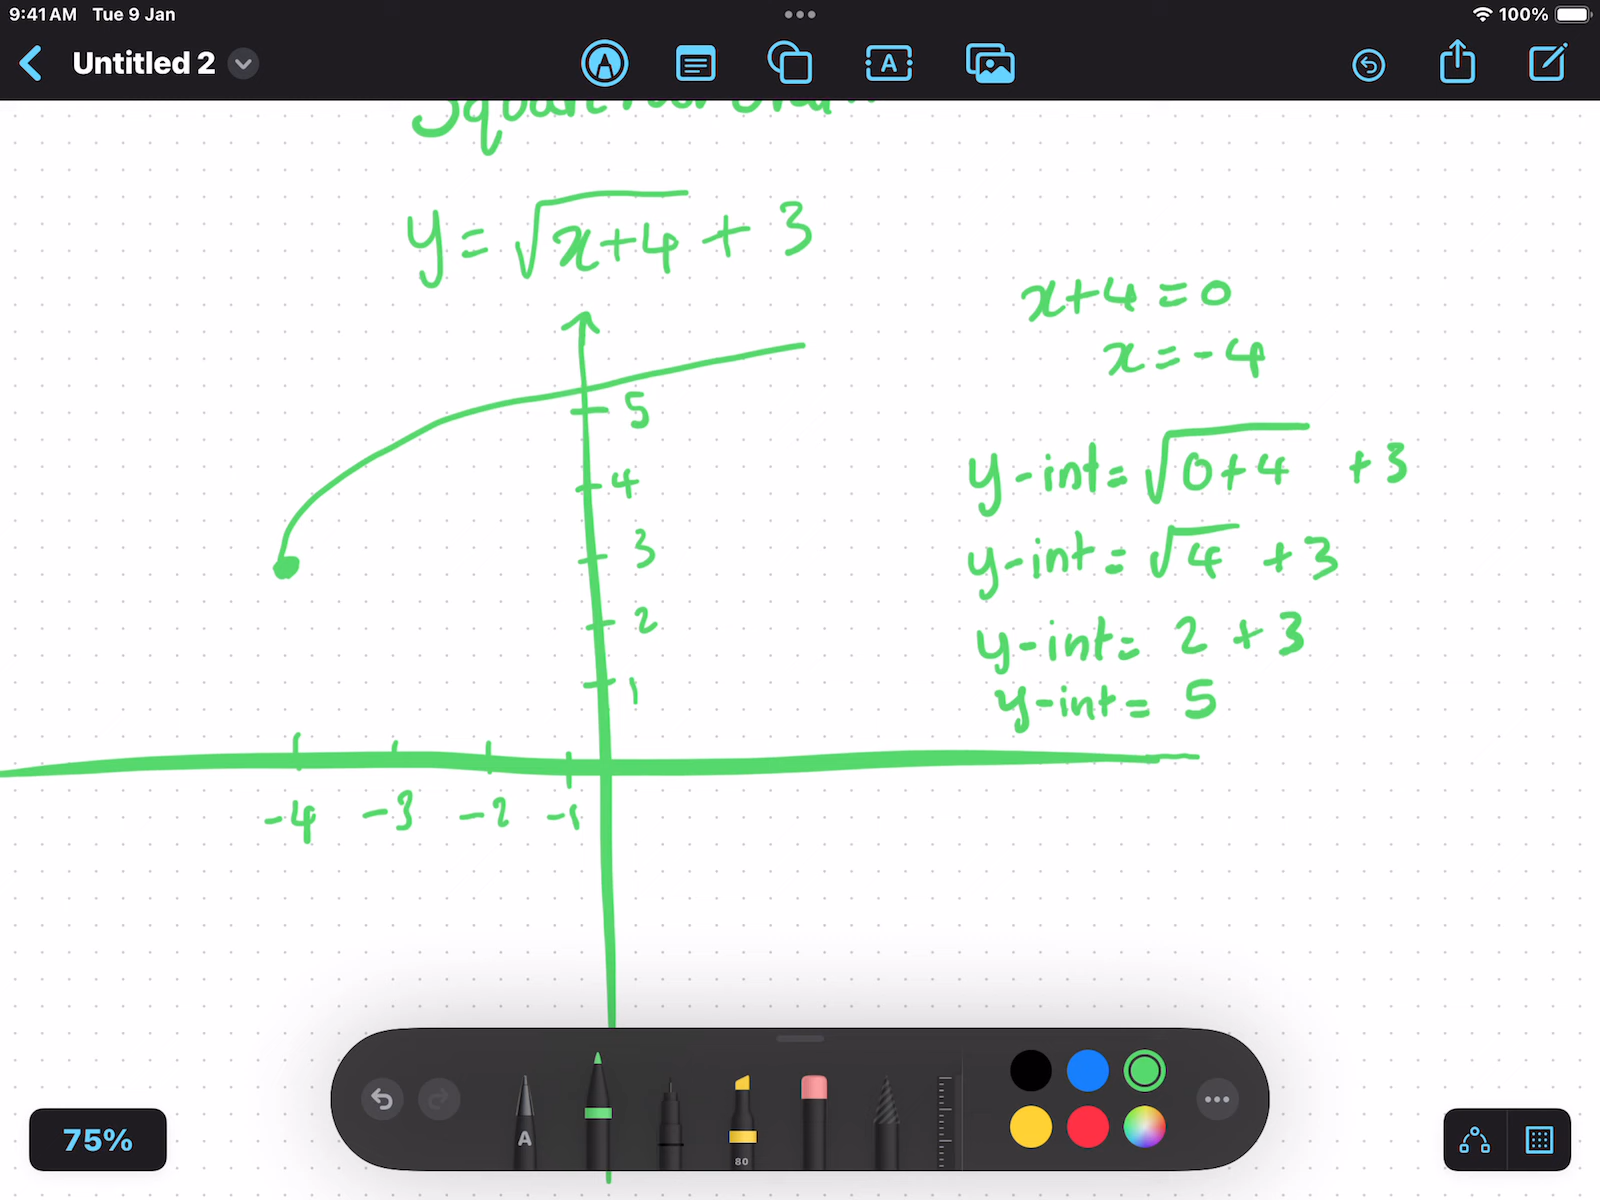 9:41 AM Tue 9 Jan
100%
Untitled 2
A
y = √x+4 + 3
x+4 = 0
x = -4
5
4
3
2
1
y-int = √0+4 + 3
y-int = √4 + 3
y-int = 2 + 3
y-int = 5
-4 -3 -2 -1
A
80
75%